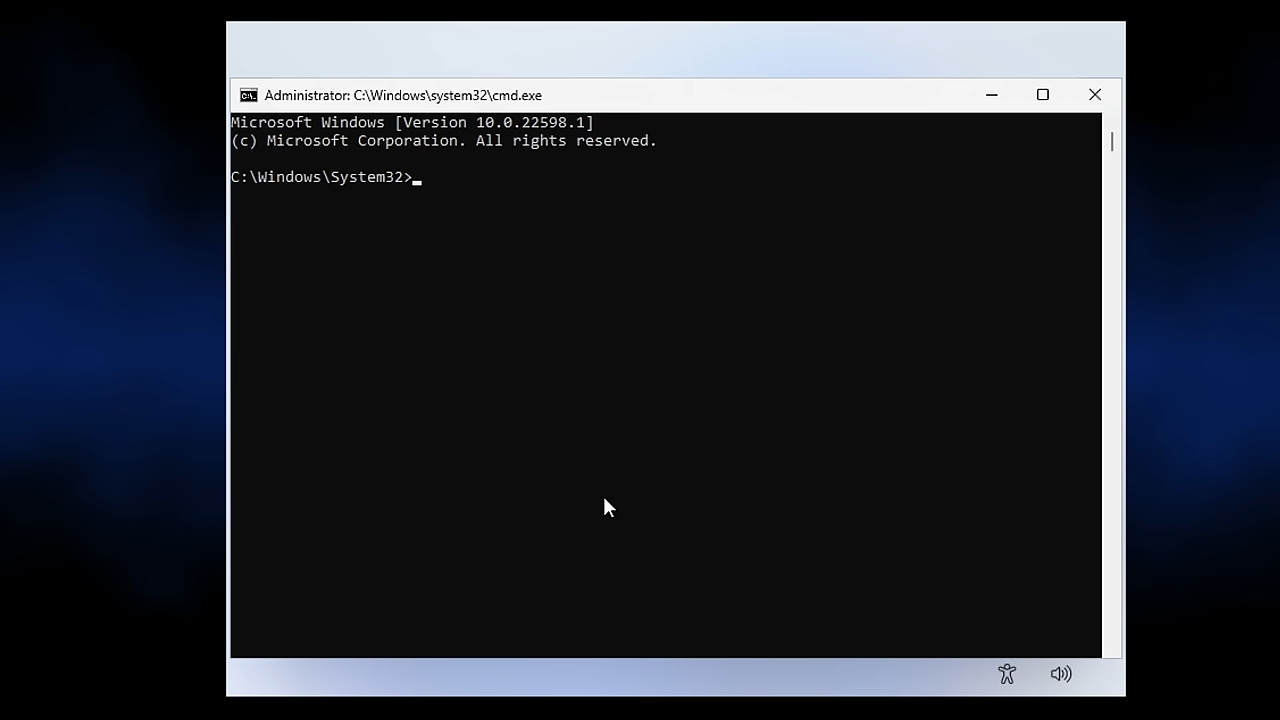 Administrator: C:\Windows\system32\cmd.exe
Microsoft Windows [Version 10.0.22598.1]
(c) Microsoft Corporation. All rights reserved.
C:\Windows\System32>